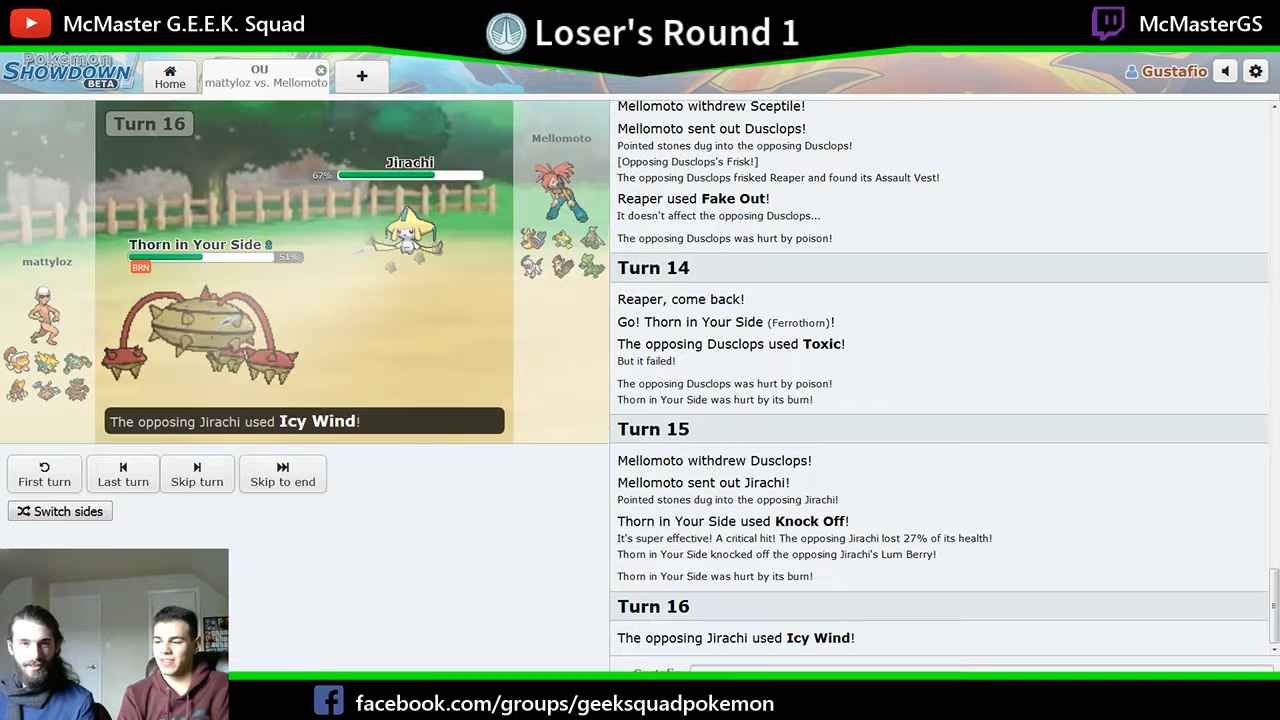 McMaster G.E.E.K. Squad
Loser's Round 1
McMasterGS
Pokémon
SHOWDOWN
BETA
Home
OU
mattyloz vs. Mellomoto
+
Gustafio
Turn 16
Jirachi
67%
Thorn in Your Side
51%
BRN
mattyloz
Mellomoto
The opposing Jirachi used Icy Wind!
First turn
Last turn
Skip turn
Skip to end
Switch sides
Mellomoto withdrew Sceptile!
Mellomoto sent out Dusclops!
Pointed stones dug into the opposing Dusclops!
[Opposing Dusclops's Frisk!]
The opposing Dusclops frisked Reaper and found its Assault Vest!
Reaper used Fake Out!
It doesn't affect the opposing Dusclops...
The opposing Dusclops was hurt by poison!
Turn 14
Reaper, come back!
Go! Thorn in Your Side (Ferrothorn)!
The opposing Dusclops used Toxic!
But it failed!
The opposing Dusclops was hurt by poison!
Thorn in Your Side was hurt by its burn!
Turn 15
Mellomoto withdrew Dusclops!
Mellomoto sent out Jirachi!
Pointed stones dug into the opposing Jirachi!
Thorn in Your Side used Knock Off!
It's super effective! A critical hit! The opposing Jirachi lost 27% of its health!
Thorn in Your Side knocked off the opposing Jirachi's Lum Berry!
Thorn in Your Side was hurt by its burn!
Turn 16
The opposing Jirachi used Icy Wind!
facebook.com/groups/geeksquadpokemon